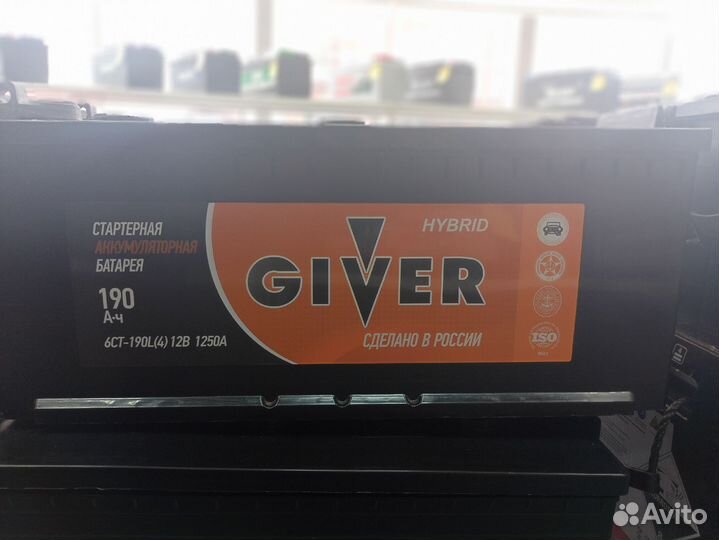 СТАРТЕРНАЯ
АККУМУЛЯТОРНАЯ
БАТАРЕЯ
190
А·ч
6СТ-190L(4) 12В 1250А
HYBRID
GIVER
СДЕЛАНО В РОССИИ
ISO
Avito